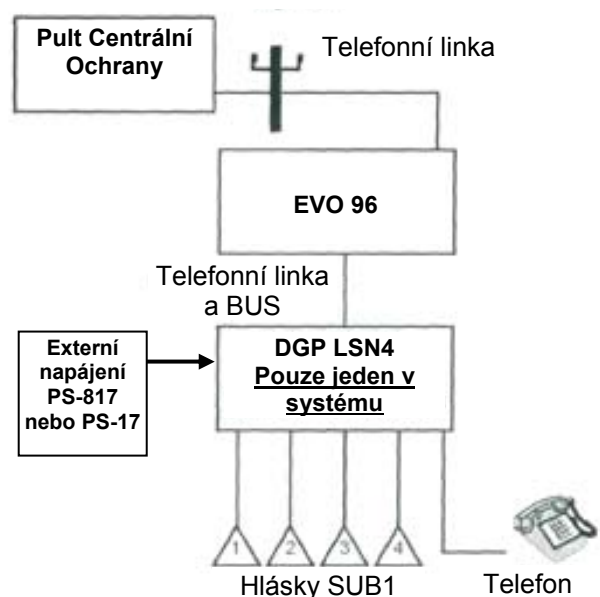 Pult Centrální
Ochrany
Telefonní linka
EVO 96
Telefonní linka
a BUS
Externí
napájení
PS-817
nebo PS-17
DGP LSN4
Pouze jeden v
systému
1 2 3 4
Hlásky SUB1
Telefon